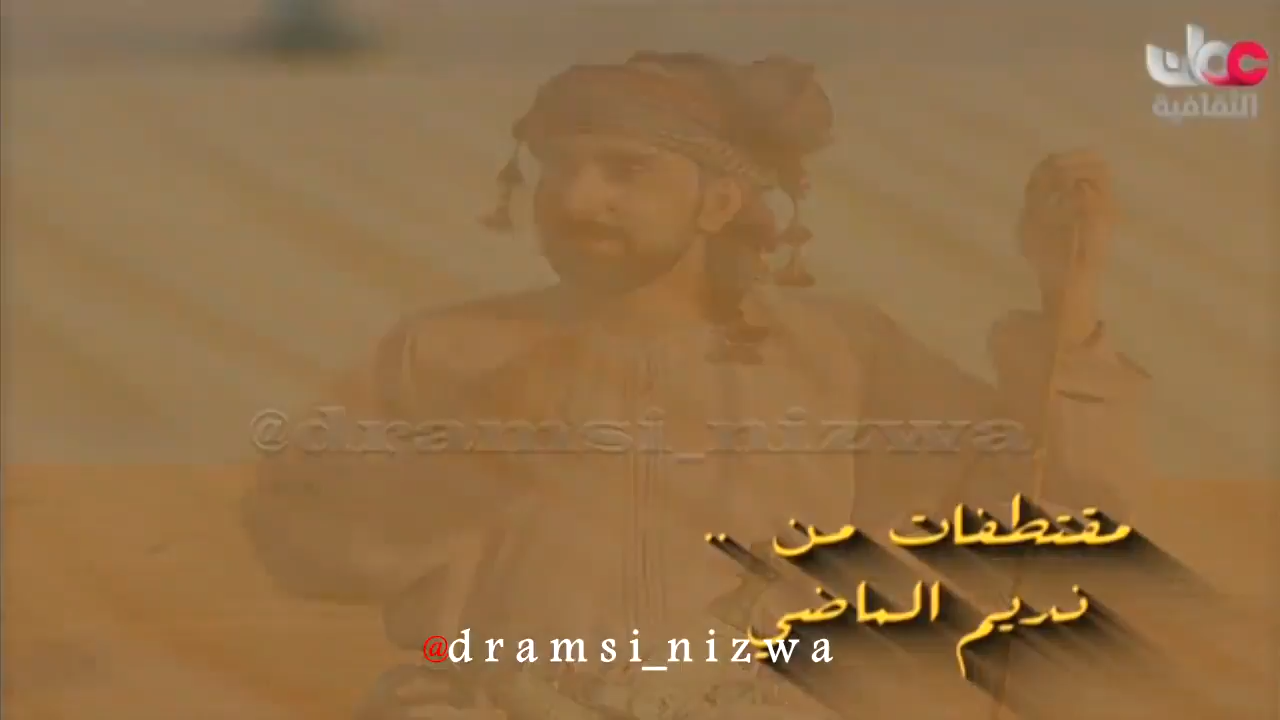 عمان
الثقافية
@dramsi_nizwa
مقتطفات من ..
نديم الماضي
@dramsi_nizwa